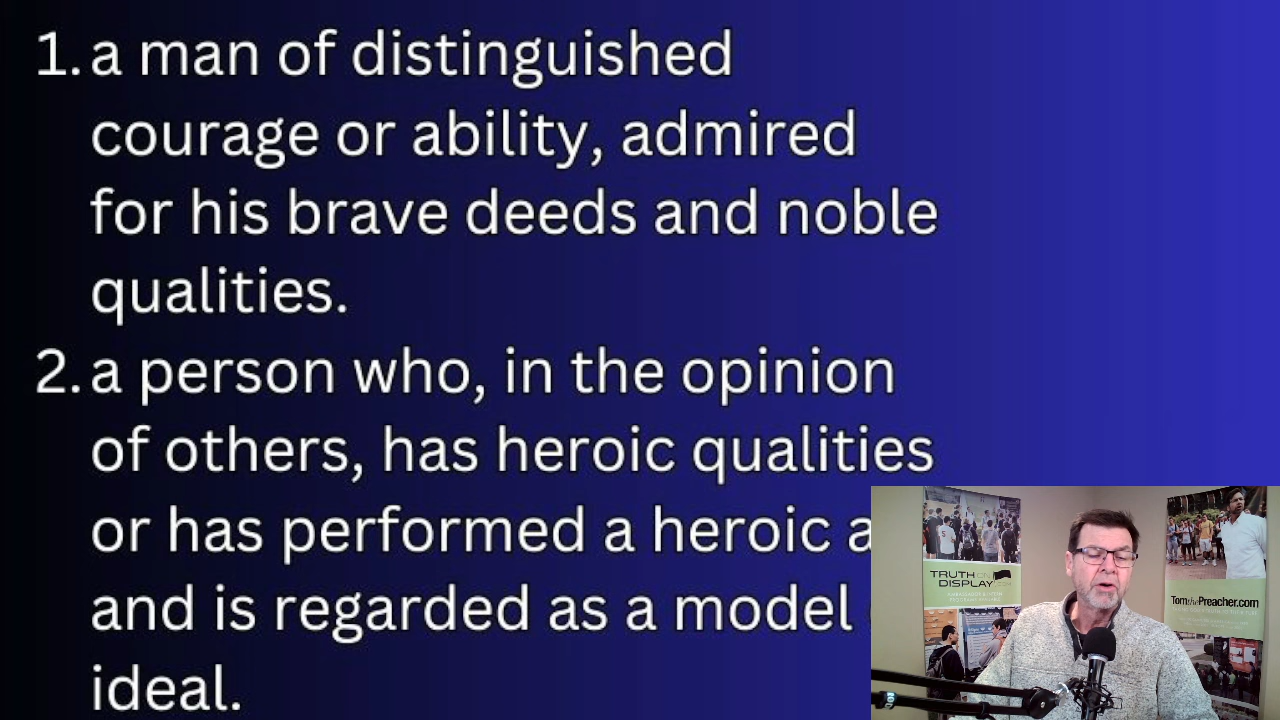 1. a man of distinguished
courage or ability, admired
for his brave deeds and noble
qualities.
2. a person who, in the opinion
of others, has heroic qualities
or has performed a heroic a
and is regarded as a model
ideal.
TRUTH ON
DISPLAY
TomthePreacher.com